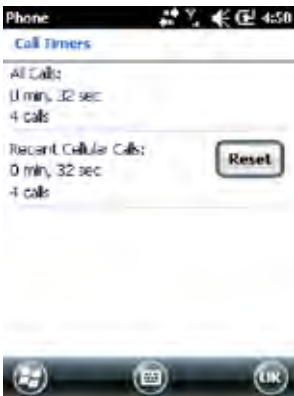 Phone 4:50
Call Timers
All Calls:
0 min, 32 sec
4 calls
Recent Cellular Calls:
0 min, 32 sec
4 calls
Reset
OK